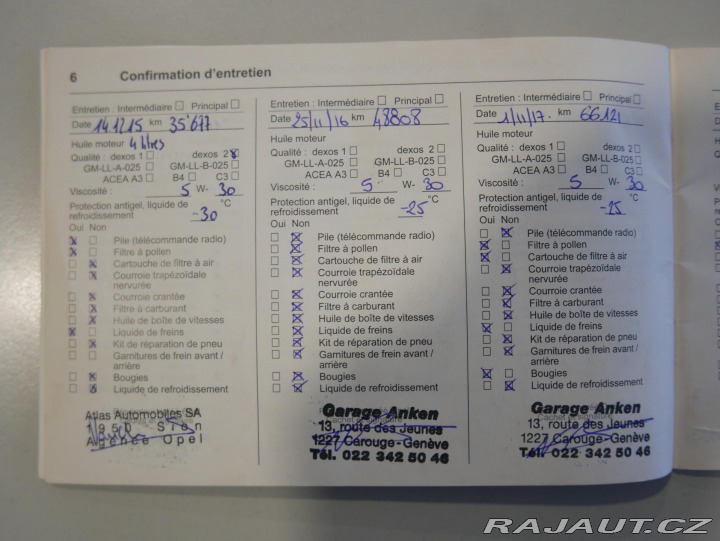 6 Confirmation d'entretien
Entretien : Intermédiaire ☐ Principal ☐
Date 14.12.15 km 35'677
Huile moteur 4 litres
Qualité : dexos 1 ☐ dexos 2 ☒
GM-LL-A-025 ☐ GM-LL-B-025 ☐
ACEA A3 ☐ B4 ☐ C3 ☐
Viscosité : 5 W- 30
Protection antigel, liquide de
refroidissement -30 °C
Oui Non
☒ ☐ Pile (télécommande radio)
☒ ☐ Filtre à pollen
☐ ☒ Cartouche de filtre à air
☐ ☒ Courroie trapézoïdale
nervurée
☐ ☒ Courroie crantée
☐ ☒ Filtre à carburant
☐ ☒ Huile de boîte de vitesses
☒ ☐ Liquide de freins
☐ ☒ Kit de réparation de pneu
☐ ☐ Garnitures de frein avant /
arrière
☐ ☒ Bougies
☐ ☒ Liquide de refroidissement
Atlas Automobiles SA
1950 Sion
Agence Opel
Entretien : Intermédiaire ☐ Principal ☐
Date 25/11/16 km 48808
Huile moteur
Qualité : dexos 1 ☐ dexos 2 ☐
GM-LL-A-025 ☐ GM-LL-B-025 ☐
ACEA A3 ☐ B4 ☐ C3 ☐
Viscosité : 5 W- 30
Protection antigel, liquide de
refroidissement -25 °C
Oui Non
☐ ☒ Pile (télécommande radio)
☐ ☒ Filtre à pollen
☐ ☒ Cartouche de filtre à air
☐ ☒ Courroie trapézoïdale
nervurée
☐ ☒ Courroie crantée
☐ ☒ Filtre à carburant
☐ ☒ Huile de boîte de vitesses
☐ ☒ Liquide de freins
☐ ☒ Kit de réparation de pneu
☐ ☒ Garnitures de frein avant /
arrière
☐ ☒ Bougies
☐ ☒ Liquide de refroidissement
Garage Anken
13, route des Jeunes
1227 Carouge-Genève
Tél. 022 342 50 46
Entretien : Intermédiaire ☐ Principal ☐
Date 1/11/17. km 66121
Huile moteur
Qualité : dexos 1 ☐ dexos 2 ☐
GM-LL-A-025 ☐ GM-LL-B-025 ☐
ACEA A3 ☐ B4 ☐ C3 ☐
Viscosité : 5 W- 30
Protection antigel, liquide de
refroidissement -25 °C
Oui Non
☐ ☒ Pile (télécommande radio)
☒ ☐ Filtre à pollen
☒ ☐ Cartouche de filtre à air
☐ ☒ Courroie trapézoïdale
nervurée
☐ ☒ Courroie crantée
☐ ☒ Filtre à carburant
☐ ☒ Huile de boîte de vitesses
☒ ☐ Liquide de freins
☐ ☒ Kit de réparation de pneu
☐ ☒ Garnitures de frein avant /
arrière
☒ ☐ Bougies
☐ ☒ Liquide de refroidissement
Garage Anken
13, route des Jeunes
1227 Carouge-Genève
Tél. 022 342 50 46
RAJAUT.CZ